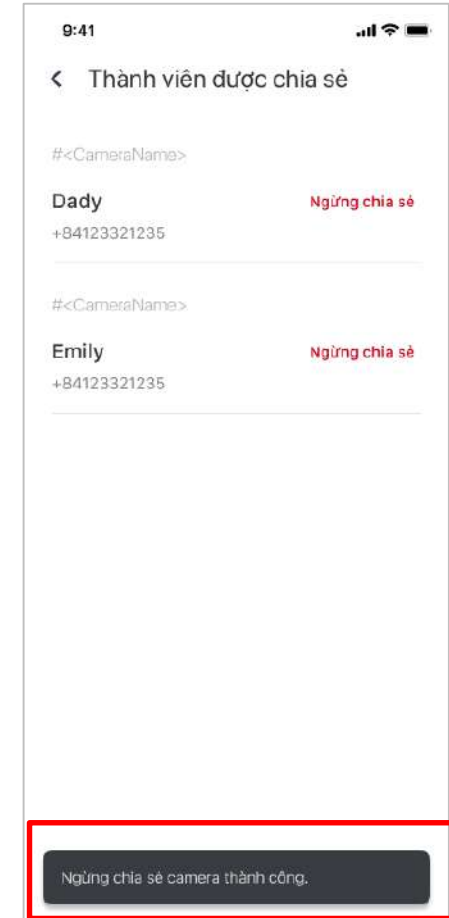 9:41
Thành viên được chia sẻ
#<CameraName>
Dady
Ngừng chia sẻ
+84123321235
#<CameraName>
Emily
Ngừng chia sẻ
+84123321235
Ngừng chia sẻ camera thành công.